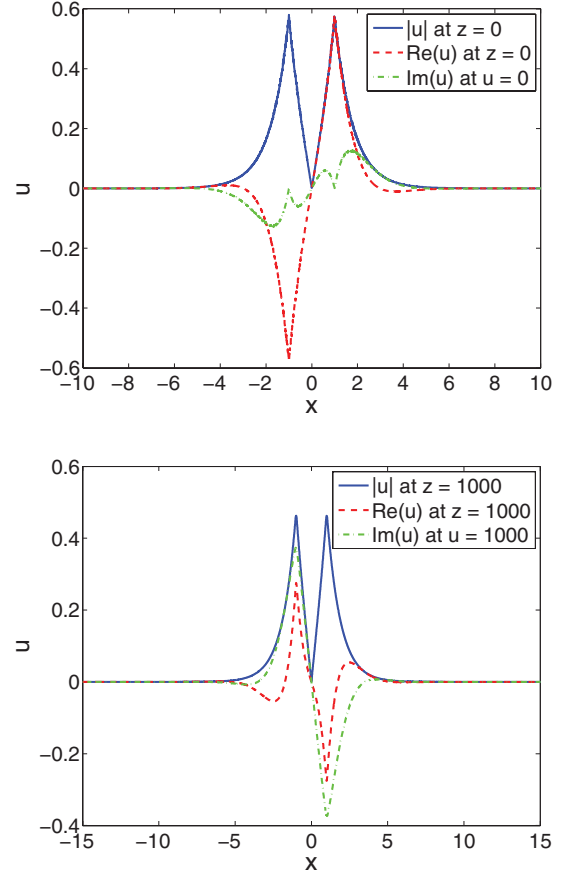 0.6
|u| at z = 0
Re(u) at z = 0
Im(u) at u = 0
0.4
0.2
u
0
−0.2
−0.4
−0.6
−10 −8 −6 −4 −2 0 2 4 6 8 10
x
0.6
|u| at z = 1000
Re(u) at z = 1000
Im(u) at u = 1000
0.4
0.2
u
0
−0.2
−0.4
−15 −10 −5 0 5 10 15
x